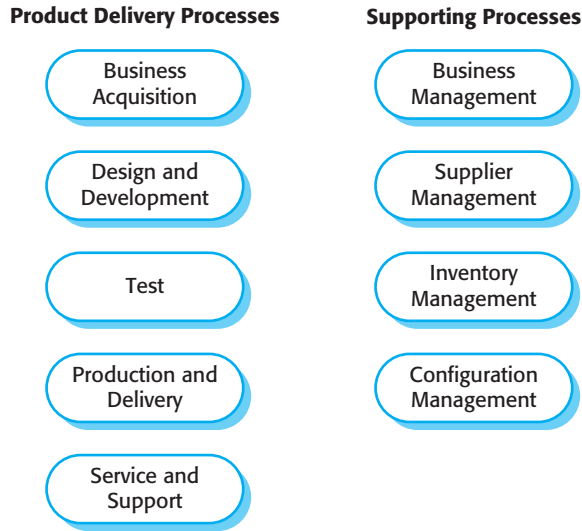 Product Delivery Processes
Business
Acquisition
Design and
Development
Test
Production and
Delivery
Service and
Support
Supporting Processes
Business
Management
Supplier
Management
Inventory
Management
Configuration
Management